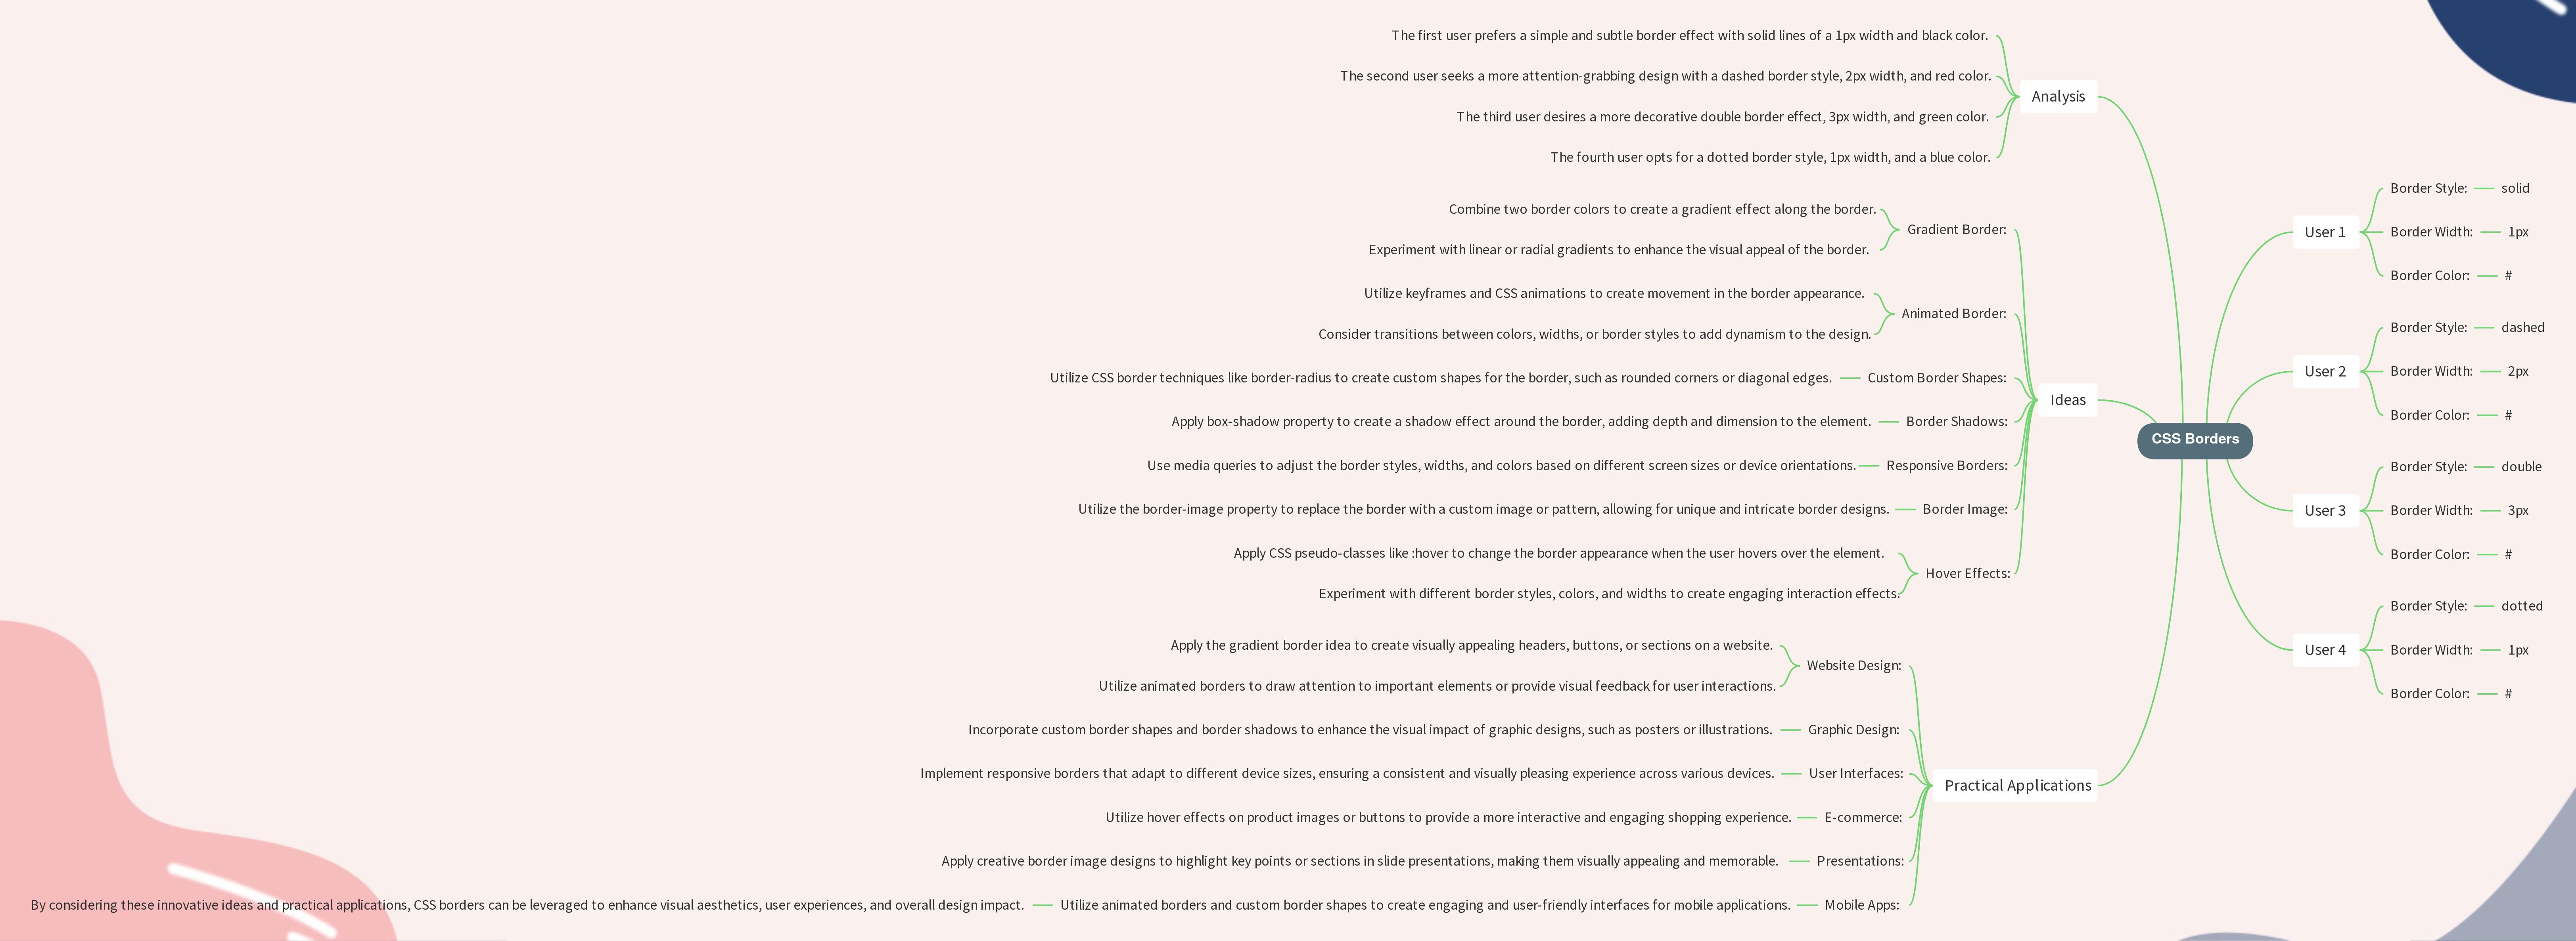 CSS Borders
Analysis
The first user prefers a simple and subtle border effect with solid lines of a 1px width and black color.
The second user seeks a more attention-grabbing design with a dashed border style, 2px width, and red color.
The third user desires a more decorative double border effect, 3px width, and green color.
The fourth user opts for a dotted border style, 1px width, and a blue color.
Ideas
Gradient Border:
Combine two border colors to create a gradient effect along the border.
Experiment with linear or radial gradients to enhance the visual appeal of the border.
Animated Border:
Utilize keyframes and CSS animations to create movement in the border appearance.
Consider transitions between colors, widths, or border styles to add dynamism to the design.
Custom Border Shapes:
Utilize CSS border techniques like border-radius to create custom shapes for the border, such as rounded corners or diagonal edges.
Border Shadows:
Apply box-shadow property to create a shadow effect around the border, adding depth and dimension to the element.
Responsive Borders:
Use media queries to adjust the border styles, widths, and colors based on different screen sizes or device orientations.
Border Image:
Utilize the border-image property to replace the border with a custom image or pattern, allowing for unique and intricate border designs.
Hover Effects:
Apply CSS pseudo-classes like :hover to change the border appearance when the user hovers over the element.
Experiment with different border styles, colors, and widths to create engaging interaction effects.
Practical Applications
Website Design:
Apply the gradient border idea to create visually appealing headers, buttons, or sections on a website.
Utilize animated borders to draw attention to important elements or provide visual feedback for user interactions.
Graphic Design:
Incorporate custom border shapes and border shadows to enhance the visual impact of graphic designs, such as posters or illustrations.
User Interfaces:
Implement responsive borders that adapt to different device sizes, ensuring a consistent and visually pleasing experience across various devices.
E-commerce:
Utilize hover effects on product images or buttons to provide a more interactive and engaging shopping experience.
Presentations:
Apply creative border image designs to highlight key points or sections in slide presentations, making them visually appealing and memorable.
Mobile Apps:
Utilize animated borders and custom border shapes to create engaging and user-friendly interfaces for mobile applications.
By considering these innovative ideas and practical applications, CSS borders can be leveraged to enhance visual aesthetics, user experiences, and overall design impact.
User 1
Border Style: solid
Border Width: 1px
Border Color: #
User 2
Border Style: dashed
Border Width: 2px
Border Color: #
User 3
Border Style: double
Border Width: 3px
Border Color: #
User 4
Border Style: dotted
Border Width: 1px
Border Color: #